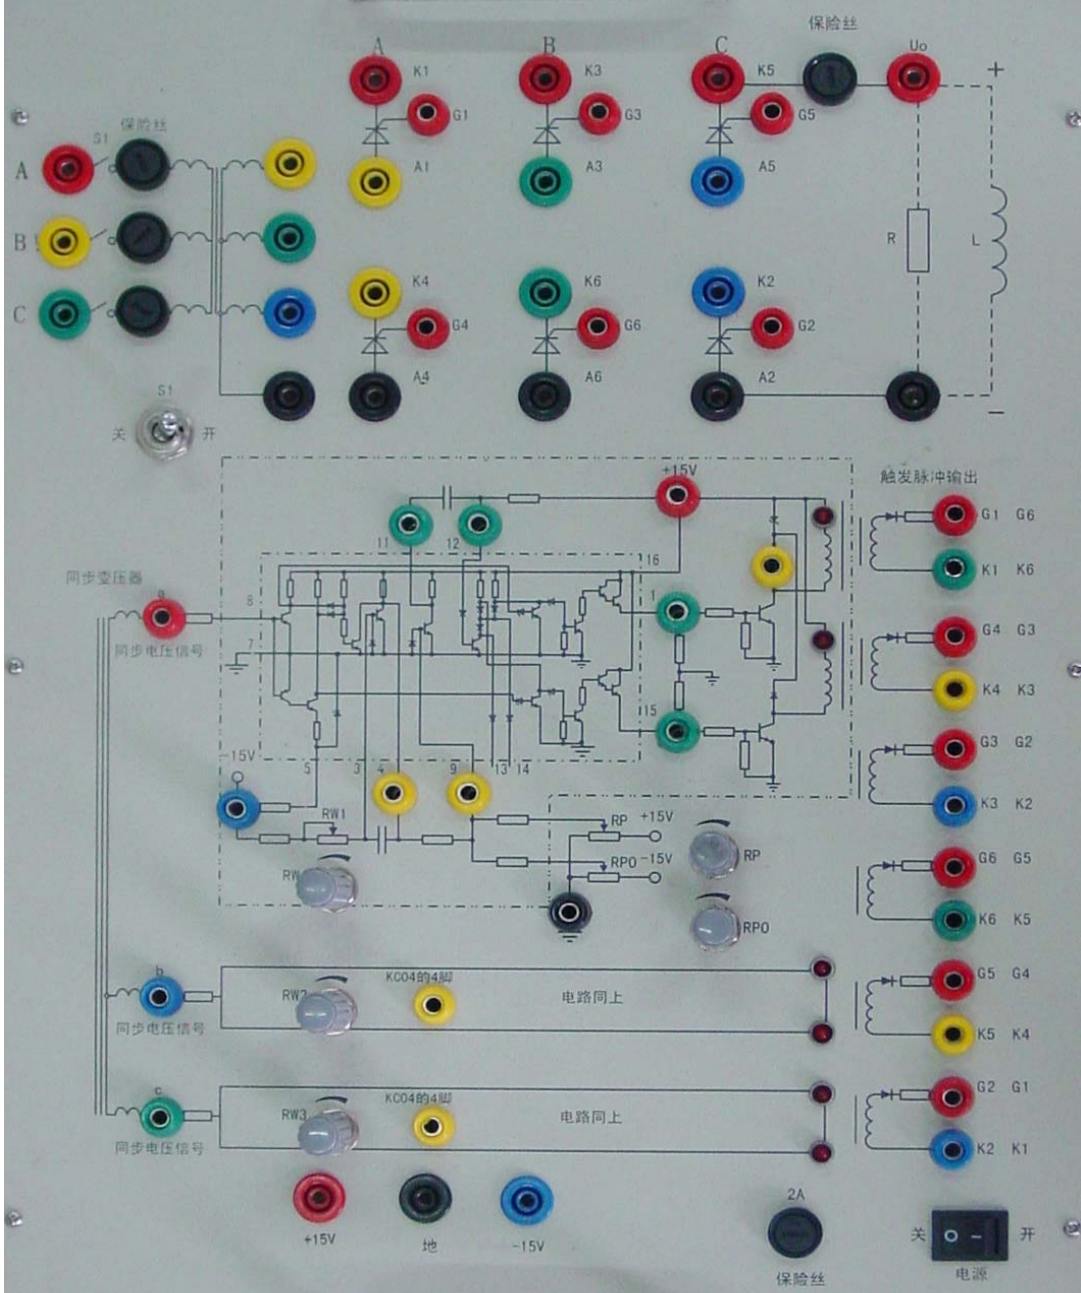 保险丝
A B C Uo
K1 K3 K5 +
G1 G3 G5
S1 保险丝
A A1 A3 A5
B R L
K4 K6 K2
C G4 G6 G2
A4 A6 A2
S1 −
关 开
+15V 触发脉冲输出
G1 G6
11 12
16 K1 K6
同步变压器
a 8 1
G4 G3
同步电压信号 7
K4 K3
15
G3 G2
-15V
5 3 4 9 13 14
K3 K2
RW1 RP +15V
RP
RPO -15V G6 G5
RW
RPO K6 K5
b KC04的4脚 G5 G4
RW2 电路同上
同步电压信号 K5 K4
c KC04的4脚 G2 G1
RW3 电路同上
同步电压信号 K2 K1
2A
+15V 地 -15V 关 O 开
保险丝 电源